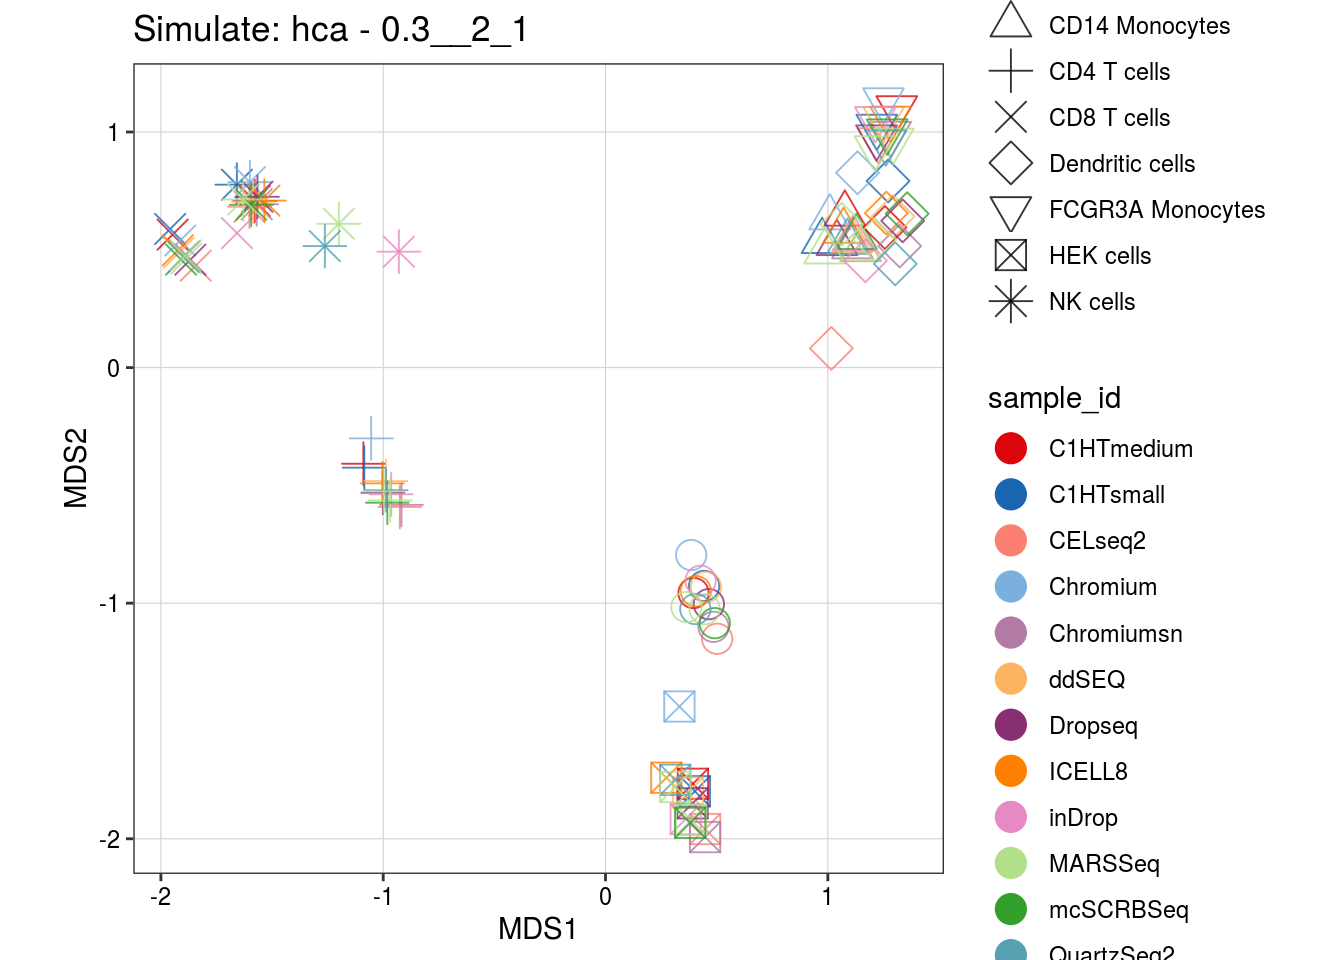 Simulate: hca - 0.3__2_1
CD14 Monocytes
CD4 T cells
CD8 T cells
Dendritic cells
FCGR3A Monocytes
HEK cells
NK cells
sample_id
C1HTmedium
C1HTsmall
CELseq2
Chromium
Chromiumsn
ddSEQ
Dropseq
ICELL8
inDrop
MARSSeq
mcSCRBSeq
QuartzSeq2
MDS2
1
0
-1
-2
-2
-1
0
1
MDS1